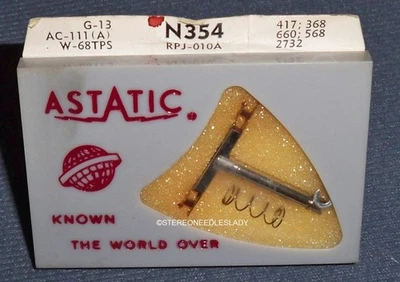 G-13
AC-111(A)
W-68TPS
N354
RPJ-010A
417; 368
660; 568
2732
ASTATIC
KNOWN
THE WORLD OVER
©STEREONEEDLESLADY